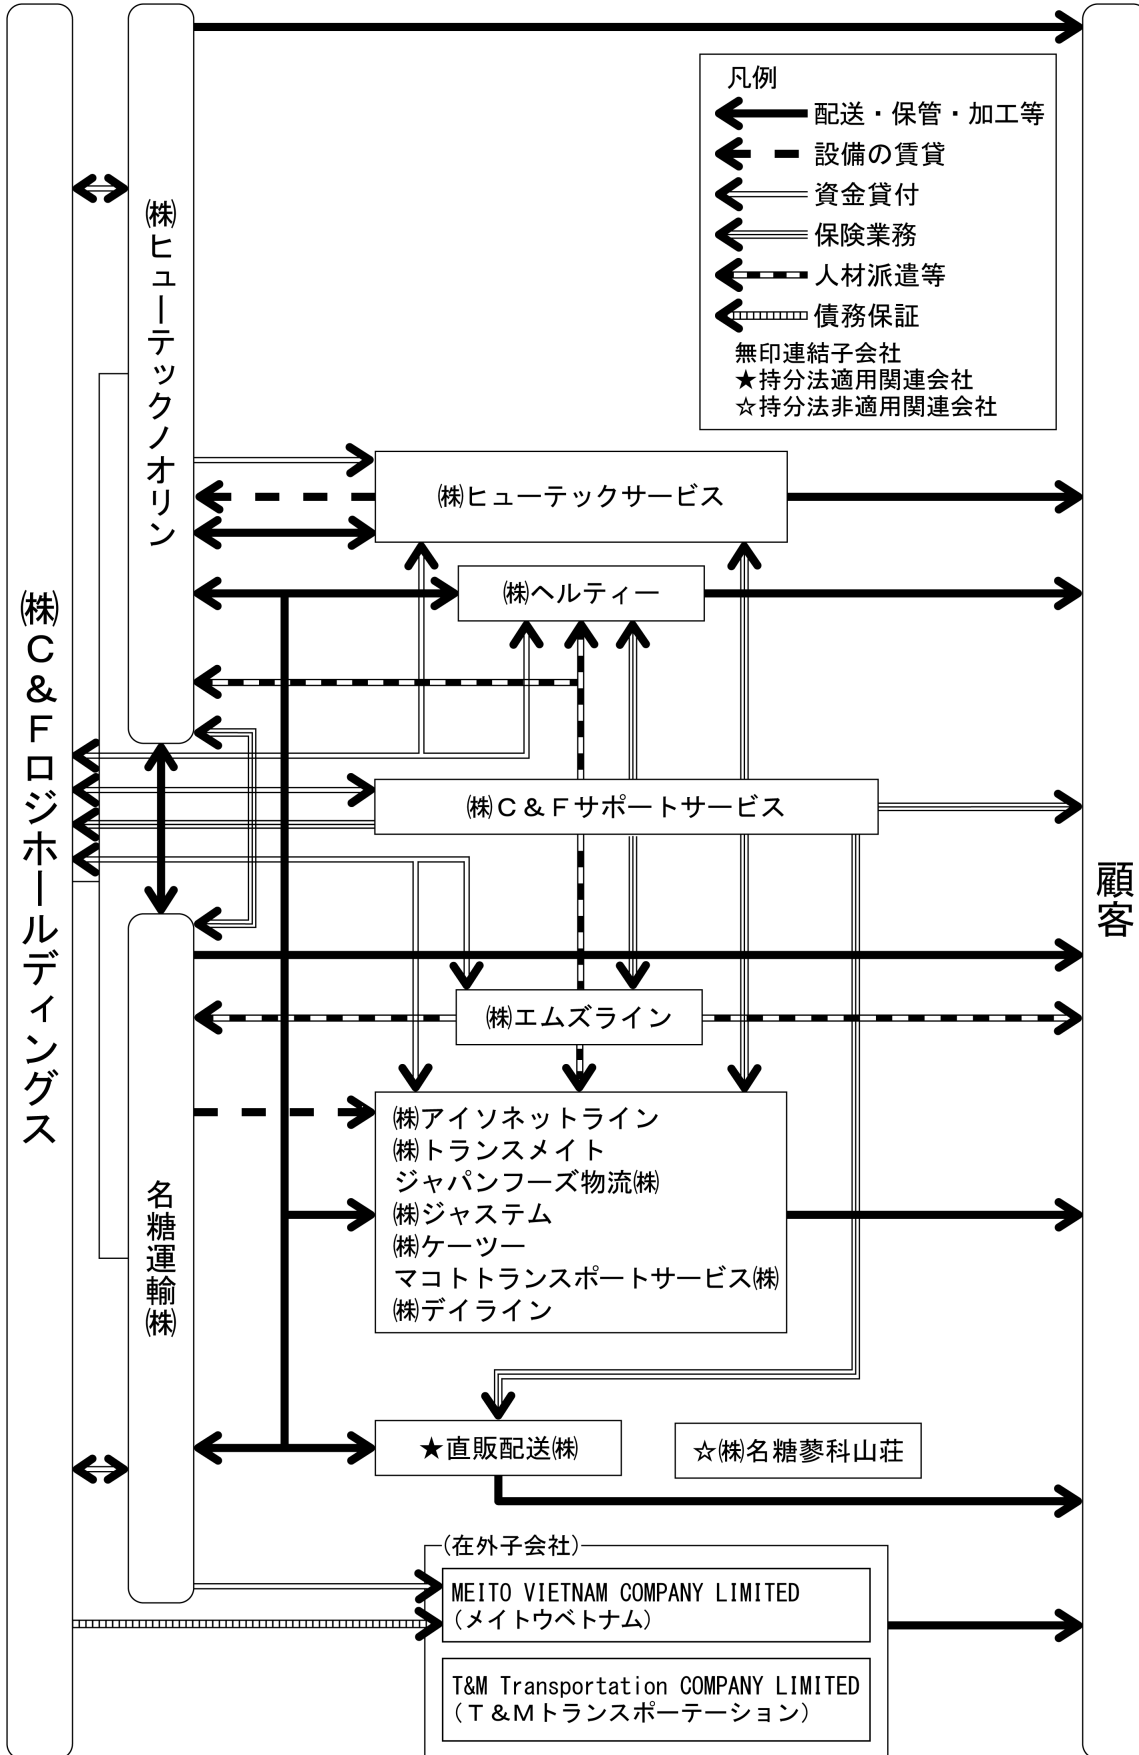 凡例
配送・保管・加工等
設備の賃貸
資金貸付
保険業務
人材派遣等
債務保証
無印連結子会社
★持分法適用関連会社
☆持分法非適用関連会社
㈱C&Fロジホールディングス
㈱ヒューテックノオリン
㈱ヒューテックサービス
㈱ヘルティー
㈱C&Fサポートサービス
顧客
㈱エムズライン
名糖運輸㈱
㈱アイソネットライン
㈱トランスメイト
ジャパンフーズ物流㈱
㈱ジャステム
㈱ケーツー
マコトトランスポートサービス㈱
㈱デイライン
★直販配送㈱
☆㈱名糖蓼科山荘
(在外子会社)
MEITO VIETNAM COMPANY LIMITED
(メイトウベトナム)
T&M Transportation COMPANY LIMITED
(T&Mトランスポーテーション)